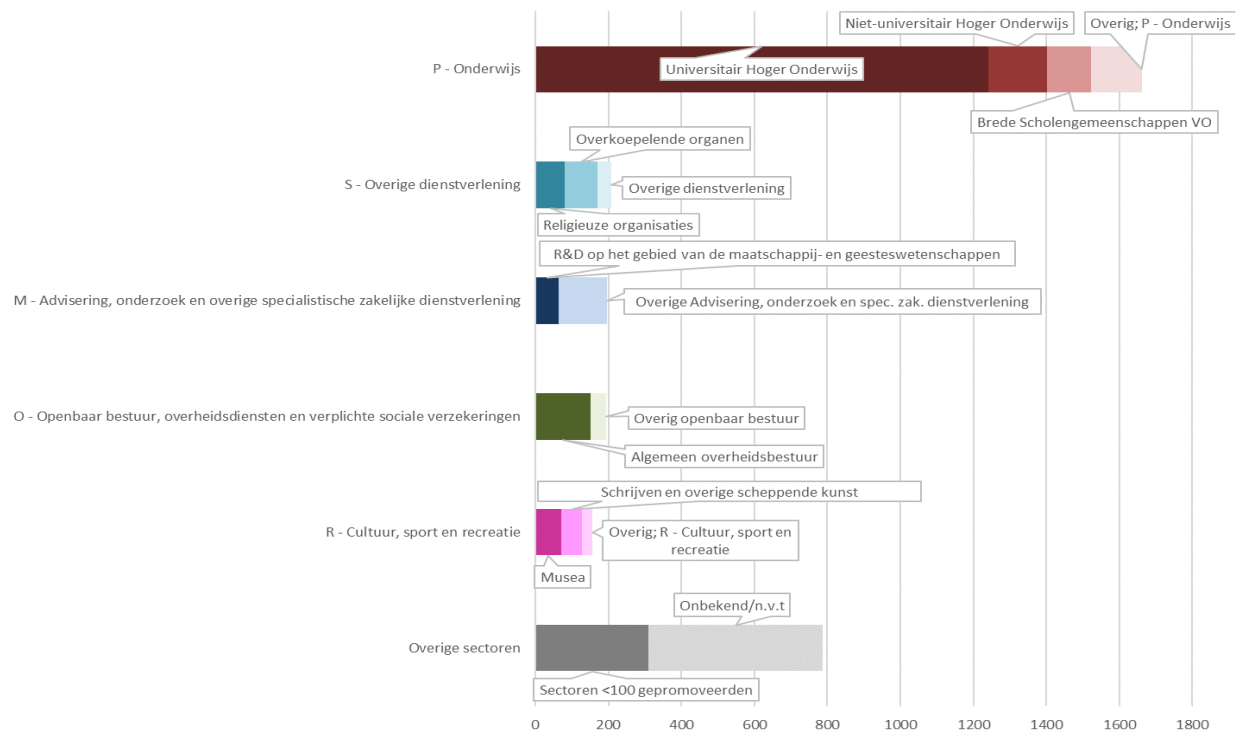 Niet-universitair Hoger Onderwijs
Overig; P - Onderwijs
P - Onderwijs
Universitair Hoger Onderwijs
Brede Scholengemeenschappen VO
Overkoepelende organen
S - Overige dienstverlening
Overige dienstverlening
Religieuze organisaties
R&D op het gebied van de maatschappij- en geesteswetenschappen
M - Advisering, onderzoek en overige specialistische zakelijke dienstverlening
Overige Advisering, onderzoek en spec. zak. dienstverlening
O - Openbaar bestuur, overheidsdiensten en verplichte sociale verzekeringen
Overig openbaar bestuur
Algemeen overheidsbestuur
Schrijven en overige scheppende kunst
R - Cultuur, sport en recreatie
Overig; R - Cultuur, sport en
recreatie
Musea
Onbekend/n.v.t
Overige sectoren
Sectoren <100 gepromoveerden
0 200 400 600 800 1000 1200 1400 1600 1800